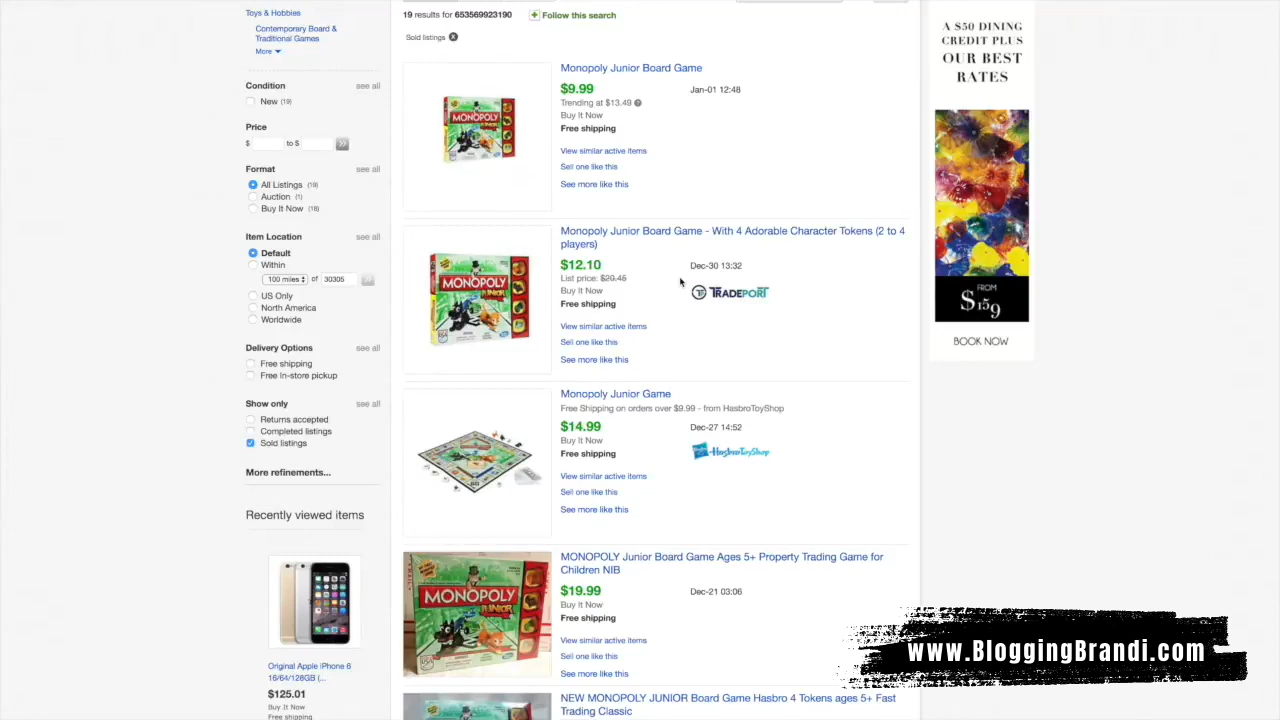 Toys & Hobbies
Contemporary Board &
Traditional Games
More
Condition
see all
New (19)
Price
$ to $
Format
see all
All Listings (19)
Auction (1)
Buy It Now (18)
Item Location
see all
Default
Within
100 miles of 30305
US Only
North America
Worldwide
Delivery Options
see all
Free shipping
Free In-store pickup
Show only
see all
Returns accepted
Completed listings
Sold listings
More refinements...
Recently viewed items
Original Apple iPhone 6
16/64/128GB (...
$125.01
Buy It Now
Free shipping
19 results for 653569923190
Follow this search
Sold listings
MONOPOLY
JUNIOR
Monopoly Junior Board Game
$9.99
Jan-01 12:48
Trending at $13.49
Buy It Now
Free shipping
View similar active items
Sell one like this
See more like this
MONOPOLY
JUNIOR
Monopoly Junior Board Game - With 4 Adorable Character Tokens (2 to 4
players)
$12.10
Dec-30 13:32
List price: $20.45
TRADEPORT
Buy It Now
Free shipping
View similar active items
Sell one like this
See more like this
Monopoly Junior Game
Free Shipping on orders over $9.99 - from HasbroToyShop
$14.99
Dec-27 14:52
Buy It Now
HasbroToyShop
Free shipping
View similar active items
Sell one like this
See more like this
MONOPOLY
JUNIOR
MONOPOLY Junior Board Game Ages 5+ Property Trading Game for
Children NIB
$19.99
Dec-21 03:06
Buy It Now
Free shipping
View similar active items
Sell one like this
See more like this
NEW MONOPOLY JUNIOR Board Game Hasbro 4 Tokens ages 5+ Fast
Trading Classic
A $50 DINING
CREDIT PLUS
OUR BEST
RATES
FROM
$159
BOOK NOW
www.BloggingBrandi.com